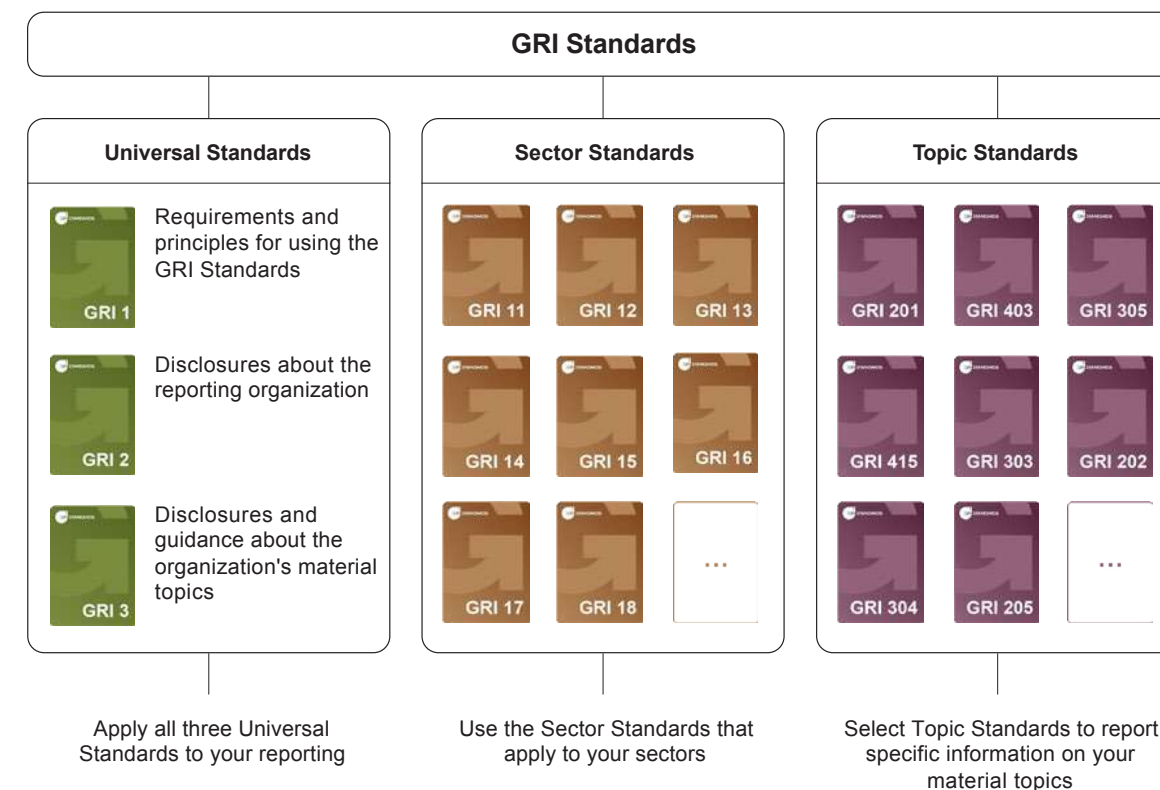 GRI Standards
Universal Standards
Requirements and
principles for using the
GRI Standards
GRI 1
Disclosures about the
reporting organization
GRI 2
Disclosures and
guidance about the
organization's material
topics
GRI 3
Apply all three Universal
Standards to your reporting
Sector Standards
GRI 11
GRI 12
GRI 13
GRI 14
GRI 15
GRI 16
GRI 17
GRI 18
...
Use the Sector Standards that
apply to your sectors
Topic Standards
GRI 201
GRI 403
GRI 305
GRI 415
GRI 303
GRI 202
GRI 304
GRI 205
...
Select Topic Standards to report
specific information on your
material topics